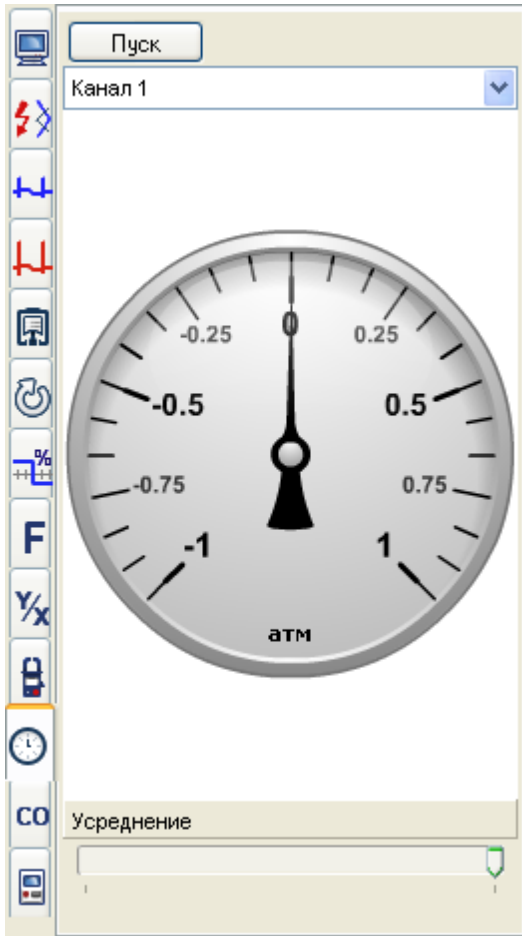 Пуск
Канал 1
0
-0.25 0.25
-0.5 0.5
-0.75 0.75
-1 1
атм
%
F
Y/X
CO
Усреднение